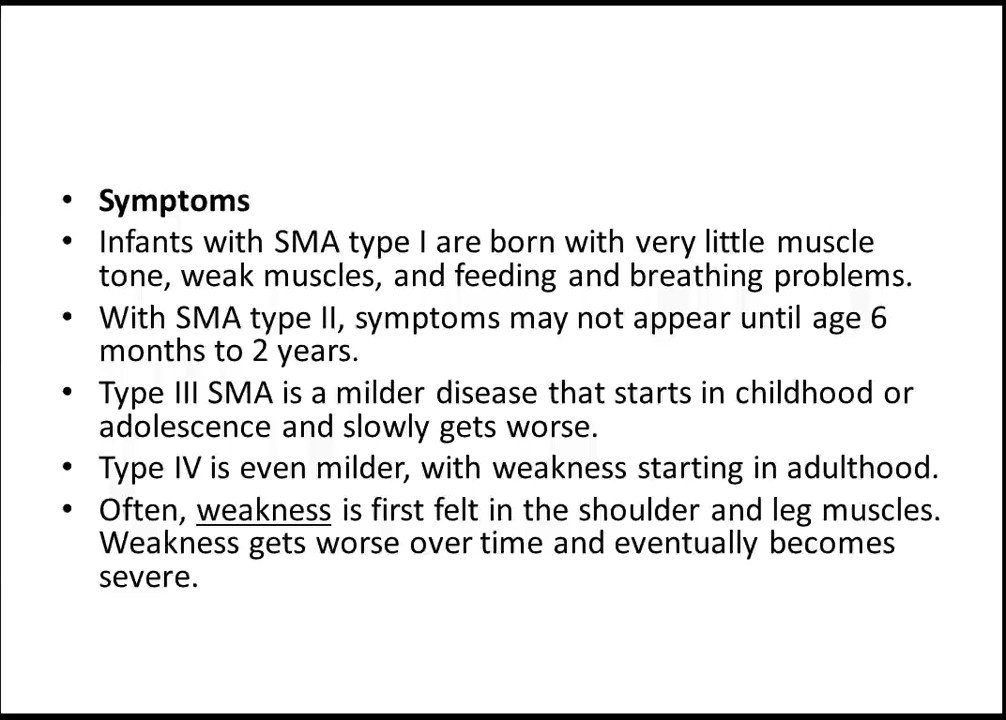 • Symptoms
• Infants with SMA type I are born with very little muscle
tone, weak muscles, and feeding and breathing problems.
• With SMA type II, symptoms may not appear until age 6
months to 2 years.
• Type III SMA is a milder disease that starts in childhood or
adolescence and slowly gets worse.
• Type IV is even milder, with weakness starting in adulthood.
• Often, weakness is first felt in the shoulder and leg muscles.
Weakness gets worse over time and eventually becomes
severe.